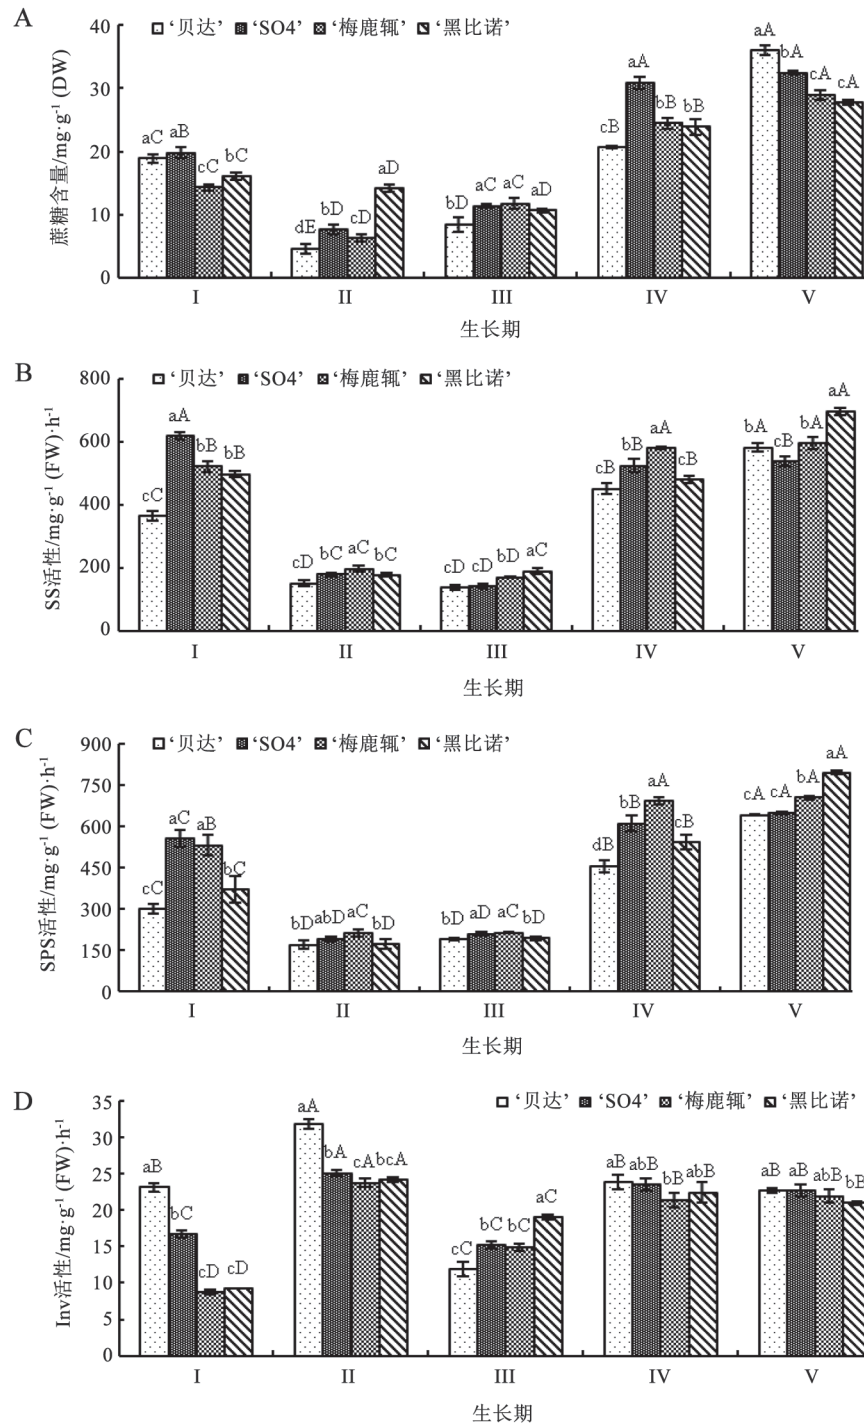 A
‘贝达’ ‘SO4’ ‘梅鹿辄’ ‘黑比诺’
蔗糖含量/mg·g⁻¹ (DW)
40
30
20
10
0
aC aB cC bC
dE bD cD aD
bD aC aC aD
cB aA bB bB
aA bA cA cA
I II III IV V
生长期
B
‘贝达’ ‘SO4’ ‘梅鹿辄’ ‘黑比诺’
SS活性/mg·g⁻¹ (FW)·h⁻¹
800
600
400
200
0
cC aA bB bB
cD bC aC bC
cD cD bD aC
cB bB aA cB
bA cB bA aA
I II III IV V
生长期
C
‘贝达’ ‘SO4’ ‘梅鹿辄’ ‘黑比诺’
SPS活性/mg·g⁻¹ (FW)·h⁻¹
900
750
600
450
300
150
0
cC aC aB bC
bD abD aC bD
bD aD aC bD
dB bB aA cB
cA cA bA aA
I II III IV V
生长期
D
‘贝达’ ‘SO4’ ‘梅鹿辄’ ‘黑比诺’
Inv活性/mg·g⁻¹ (FW)·h⁻¹
35
30
25
20
15
10
5
0
aB bC cD cD
aA bA cA bcA
cC bC bC aC
aB abB bB abB
aB aB abB bB
I II III IV V
生长期